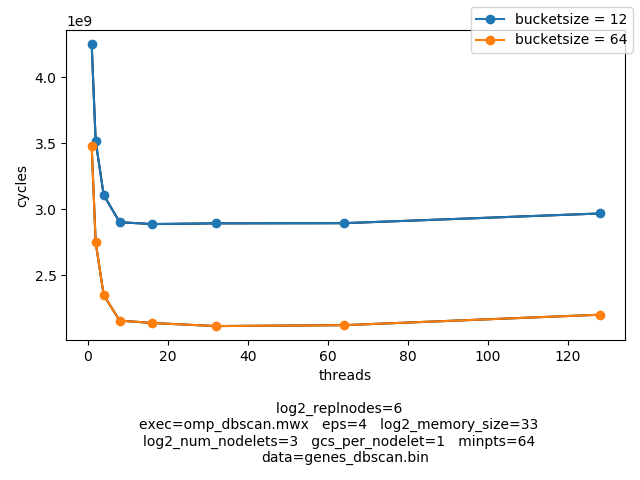 1e9
bucketsize = 12
bucketsize = 64
4.0
3.5
3.0
2.5
cycles
0 20 40 60 80 100 120
threads
log2_replnodes=6
exec=omp_dbscan.mwx eps=4 log2_memory_size=33
log2_num_nodelets=3 gcs_per_nodelet=1 minpts=64
data=genes_dbscan.bin